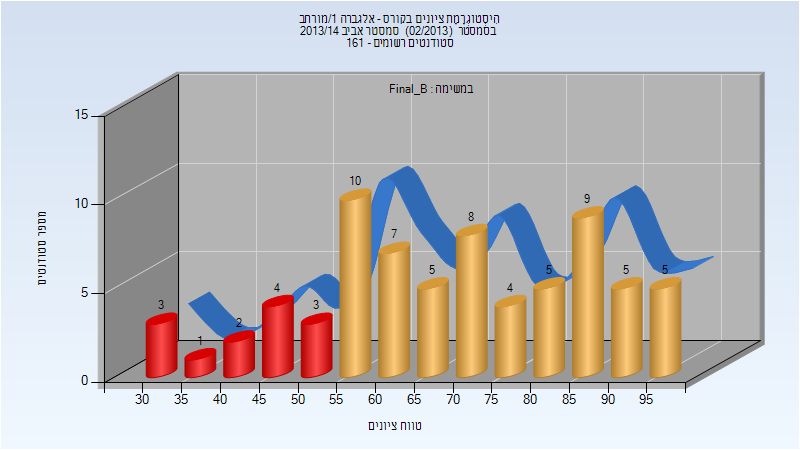 היסטוגרמת ציונים בקורס - אלגברה 1/מורחב
בסמסטר (02/2013) סמסטר אביב 2013/14
סטודנטים רשומים - 161
במשימה : Final_B
מספר סטודנטים
15
10
5
0
3
1
2
4
3
10
7
5
8
4
5
9
5
5
30 35 40 45 50 55 60 65 70 75 80 85 90 95
טווח ציונים